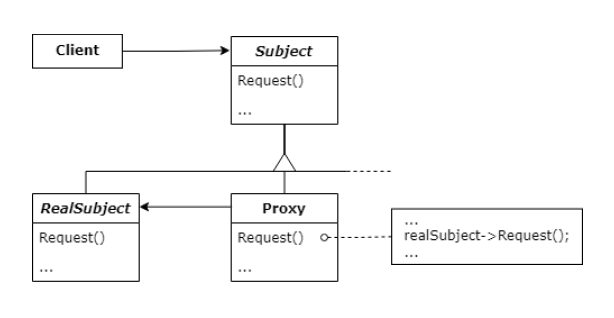 Client
Subject
Request()
...
RealSubject
Request()
...
Proxy
Request()
...
...
realSubject->Request();
...